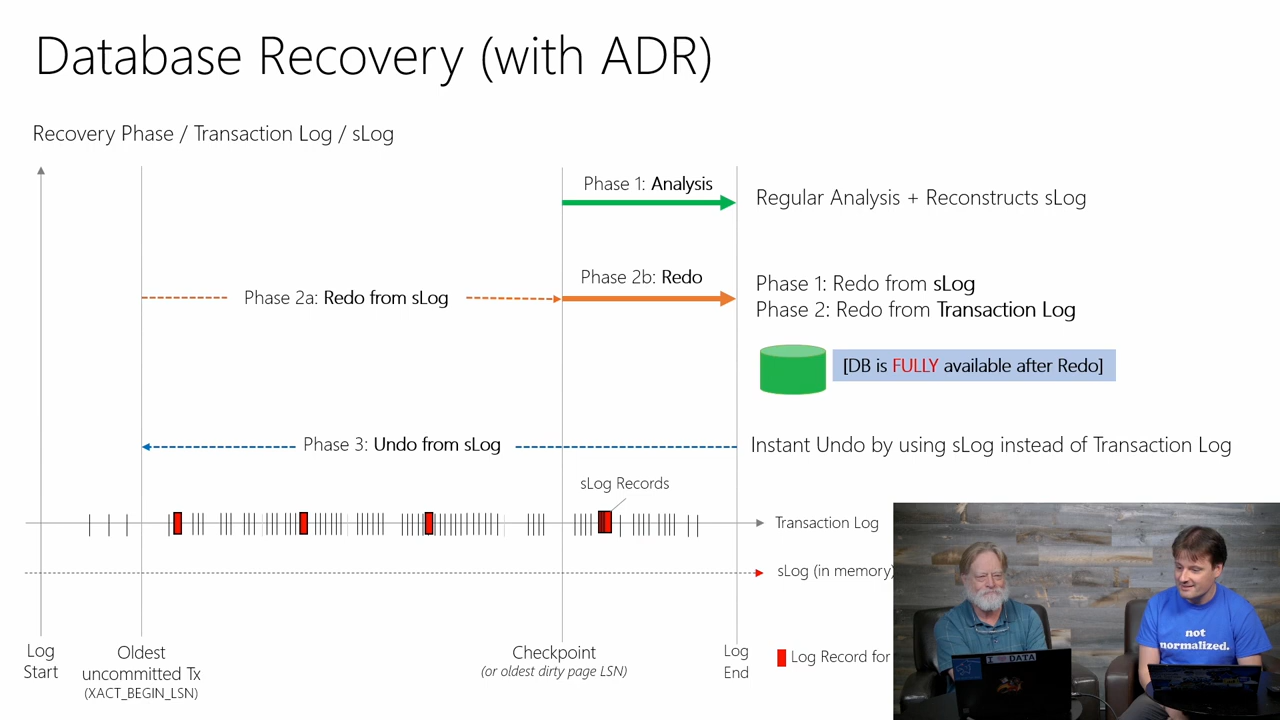 Database Recovery (with ADR)
Recovery Phase / Transaction Log / sLog
Phase 1: Analysis
Regular Analysis + Reconstructs sLog
Phase 2a: Redo from sLog
Phase 2b: Redo
Phase 1: Redo from sLog
Phase 2: Redo from Transaction Log
[DB is FULLY available after Redo]
Phase 3: Undo from sLog
Instant Undo by using sLog instead of Transaction Log
sLog Records
Transaction Log
sLog (in memory)
Log
Start
Oldest
uncommitted Tx
(XACT_BEGIN_LSN)
Checkpoint
(or oldest dirty page LSN)
Log
End
Log Record for
not
normalized.
I ♥ DATA